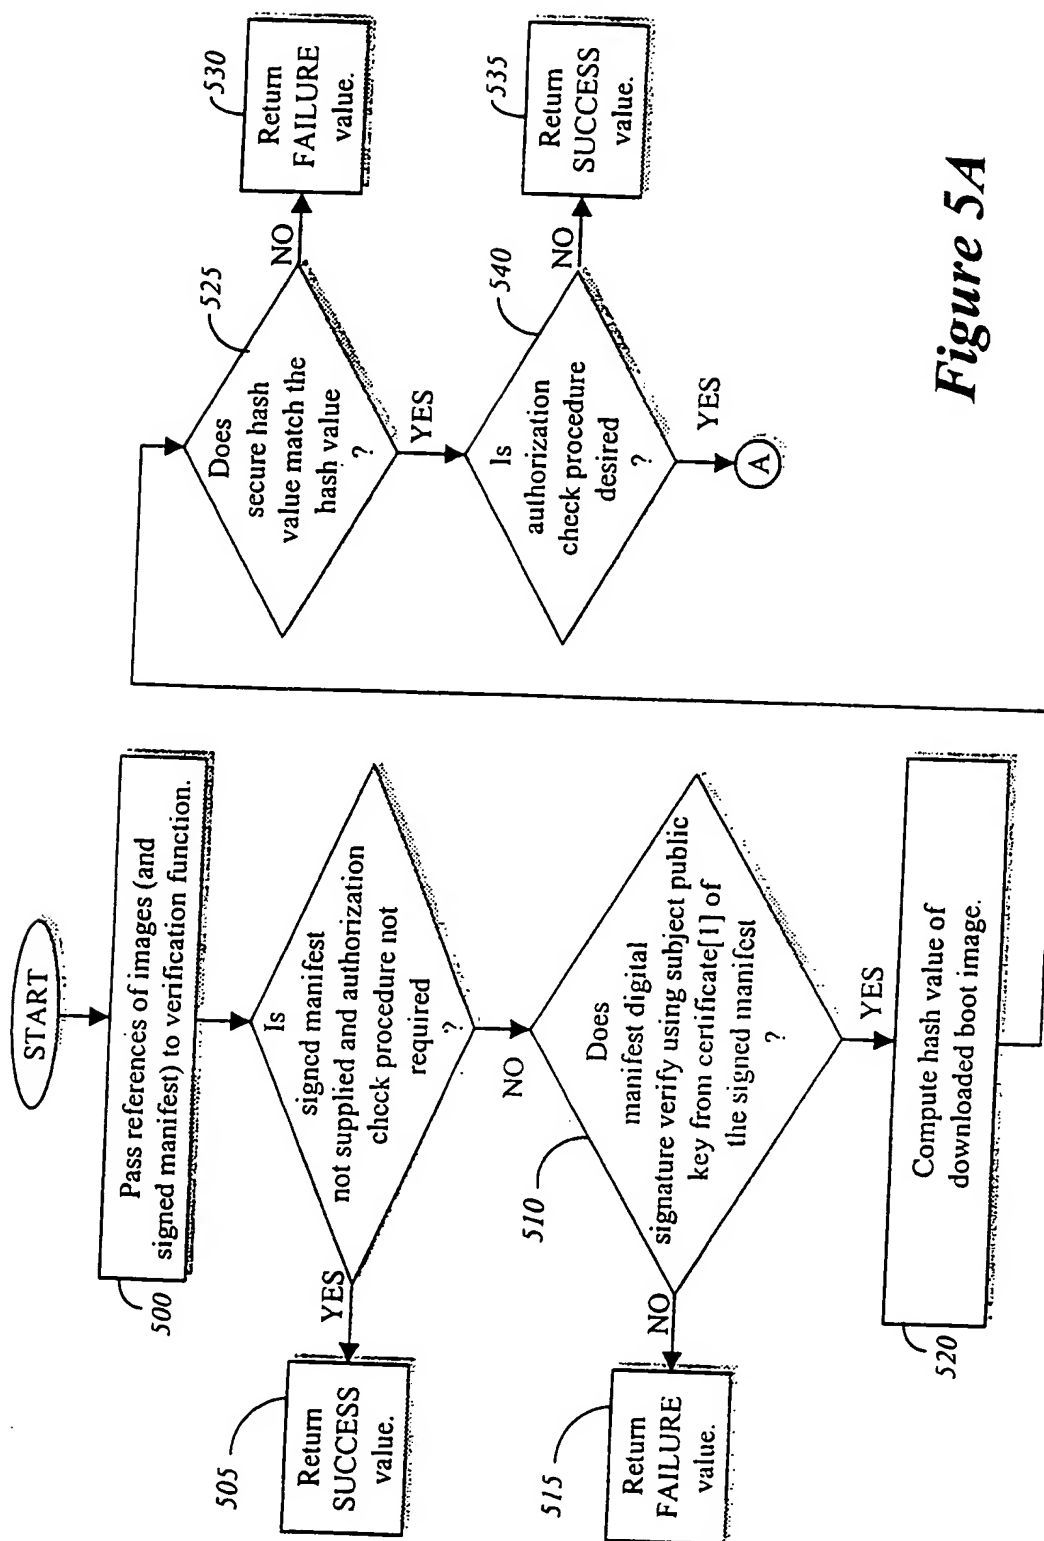 START
Pass references of images (and
signed manifest) to verification function.
500
Is
signed manifest
not supplied and authorization
check procedure not
required
?
YES
Return
SUCCESS
value.
505
NO
Does
manifest digital
signature verify using subject public
key from certificate[1] of
the signed manifest
?
510
NO
Return
FAILURE
value.
515
YES
Compute hash value of
downloaded boot image.
520
Does
secure hash
value match the
hash value
?
525
NO
Return
FAILURE
value.
530
YES
Is
authorization
check procedure
desired
?
540
NO
Return
SUCCESS
value.
535
YES
A
Figure 5A